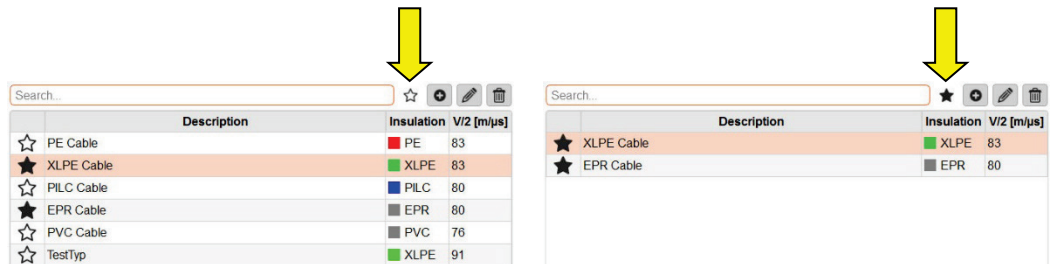 Search...
Description Insulation V/2 [m/µs]
PE Cable PE 83
XLPE Cable XLPE 83
PILC Cable PILC 80
EPR Cable EPR 80
PVC Cable PVC 76
TestTyp XLPE 91
Search...
Description Insulation V/2 [m/µs]
XLPE Cable XLPE 83
EPR Cable EPR 80